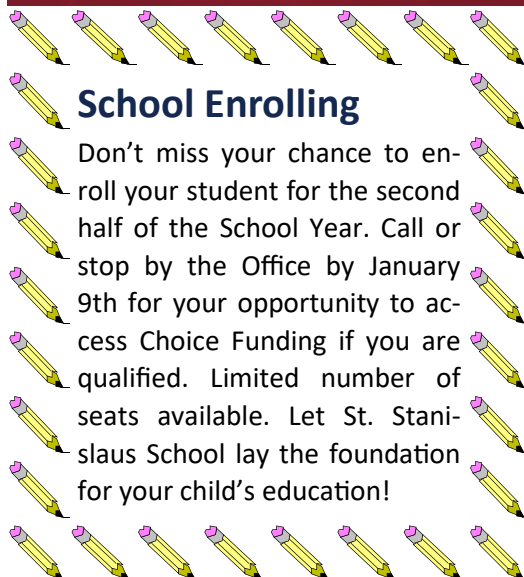 School Enrolling
Don’t miss your chance to en-
roll your student for the second
half of the School Year. Call or
stop by the Office by January
9th for your opportunity to ac-
cess Choice Funding if you are
qualified. Limited number of
seats available. Let St. Stani-
slaus School lay the foundation
for your child’s education!